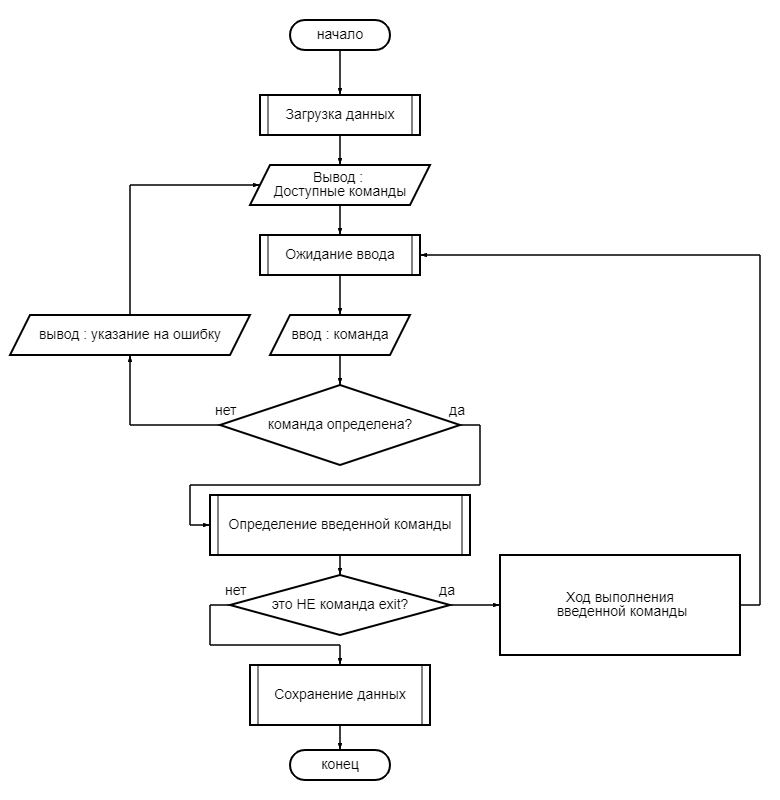 начало
Загрузка данных
Вывод :
Доступные команды
Ожидание ввода
вывод : указание на ошибку
ввод : команда
нет
да
команда определена?
Определение введенной команды
нет
да
это НЕ команда exit?
Ход выполнения
введенной команды
Сохранение данных
конец